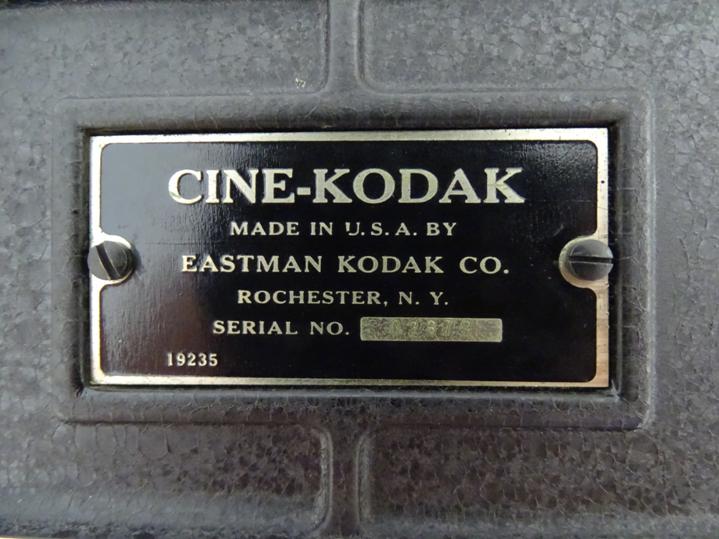 CINE-KODAK
MADE IN U.S.A. BY
EASTMAN KODAK CO.
ROCHESTER, N. Y.
SERIAL NO.
19235